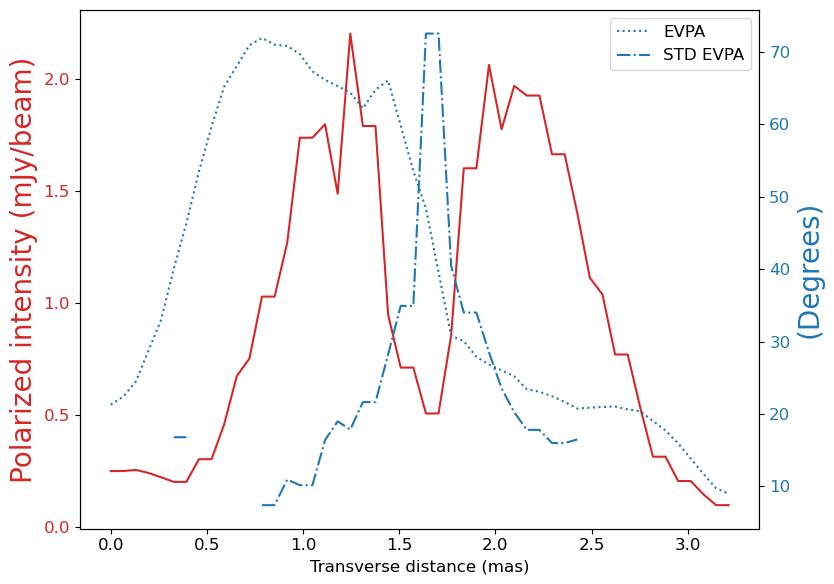 EVPA
STD EVPA
Polarized intensity (mJy/beam)
2.0
1.5
1.0
0.5
0.0
70
60
50
40
30
20
10
(Degrees)
0.0 0.5 1.0 1.5 2.0 2.5 3.0
Transverse distance (mas)